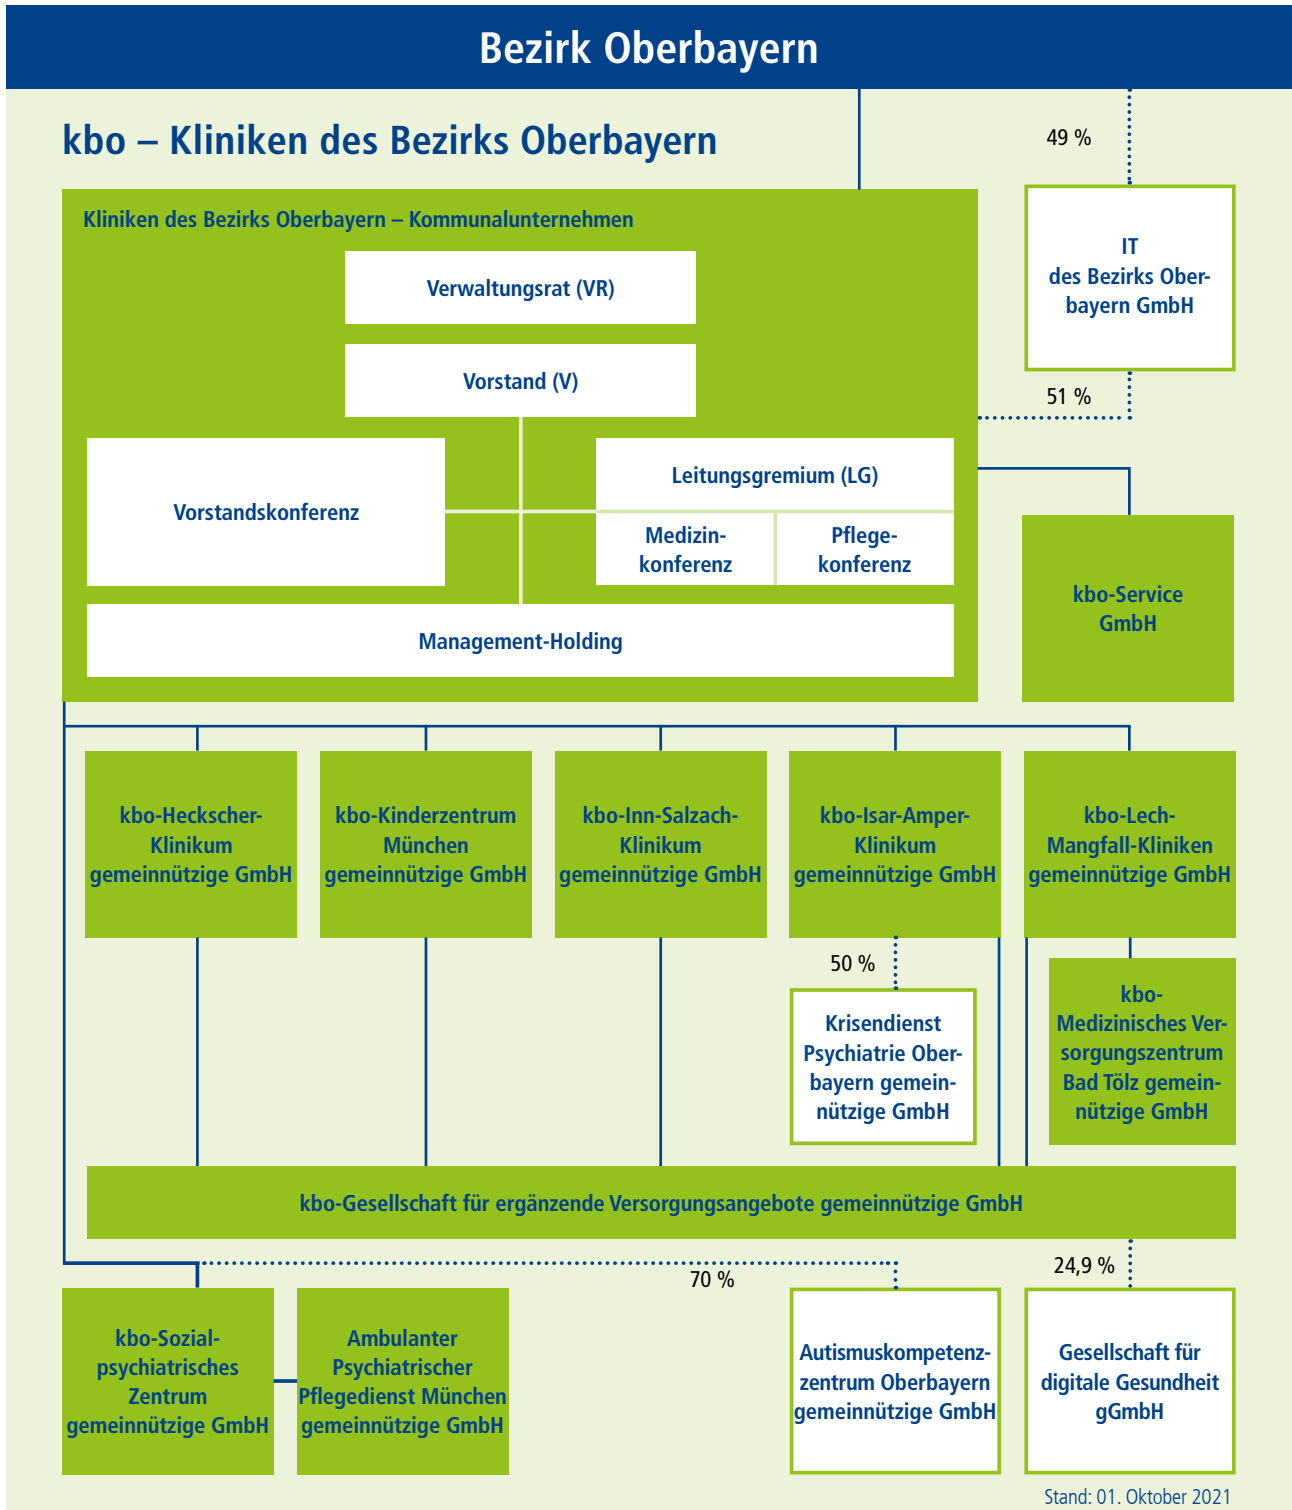 Bezirk Oberbayern
kbo – Kliniken des Bezirks Oberbayern
49 %
Kliniken des Bezirks Oberbayern – Kommunalunternehmen
IT
des Bezirks Ober-
bayern GmbH
Verwaltungsrat (VR)
Vorstand (V)
51 %
Vorstandskonferenz
Leitungsgremium (LG)
Medizin-
konferenz
Pflege-
konferenz
kbo-Service
GmbH
Management-Holding
kbo-Heckscher-
Klinikum
gemeinnützige GmbH
kbo-Kinderzentrum
München
gemeinnützige GmbH
kbo-Inn-Salzach-
Klinikum
gemeinnützige GmbH
kbo-Isar-Amper-
Klinikum
gemeinnützige GmbH
kbo-Lech-
Mangfall-Kliniken
gemeinnützige GmbH
50 %
Krisendienst
Psychiatrie Ober-
bayern gemein-
nützige GmbH
kbo-
Medizinisches Ver-
sorgungszentrum
Bad Tölz gemein-
nützige GmbH
kbo-Gesellschaft für ergänzende Versorgungsangebote gemeinnützige GmbH
70 %
24,9 %
kbo-Sozial-
psychiatrisches
Zentrum
gemeinnützige GmbH
Ambulanter
Psychiatrischer
Pflegedienst München
gemeinnützige GmbH
Autismuskompetenz-
zentrum Oberbayern
gemeinnützige GmbH
Gesellschaft für
digitale Gesundheit
gGmbH
Stand: 01. Oktober 2021